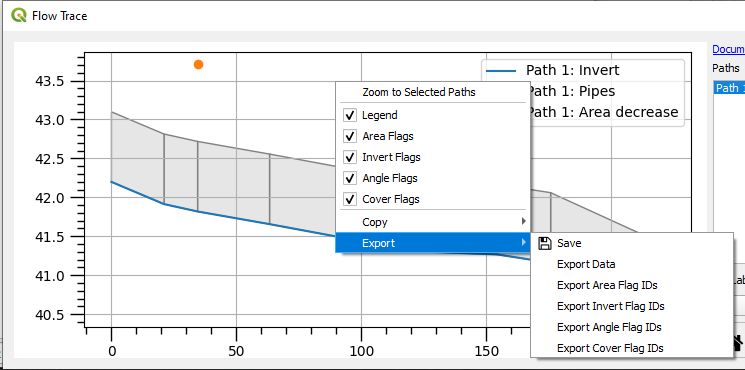 Flow Trace
43.5
43.0
42.5
42.0
41.5
41.0
40.5
0
50
100
150
Path 1: Invert
Path 1: Pipes
Path 1: Area decrease
Zoom to Selected Paths
Legend
Area Flags
Invert Flags
Angle Flags
Cover Flags
Copy
Export
Save
Export Data
Export Area Flag IDs
Export Invert Flag IDs
Export Angle Flag IDs
Export Cover Flag IDs
Docum
Paths
Path 1
Lab